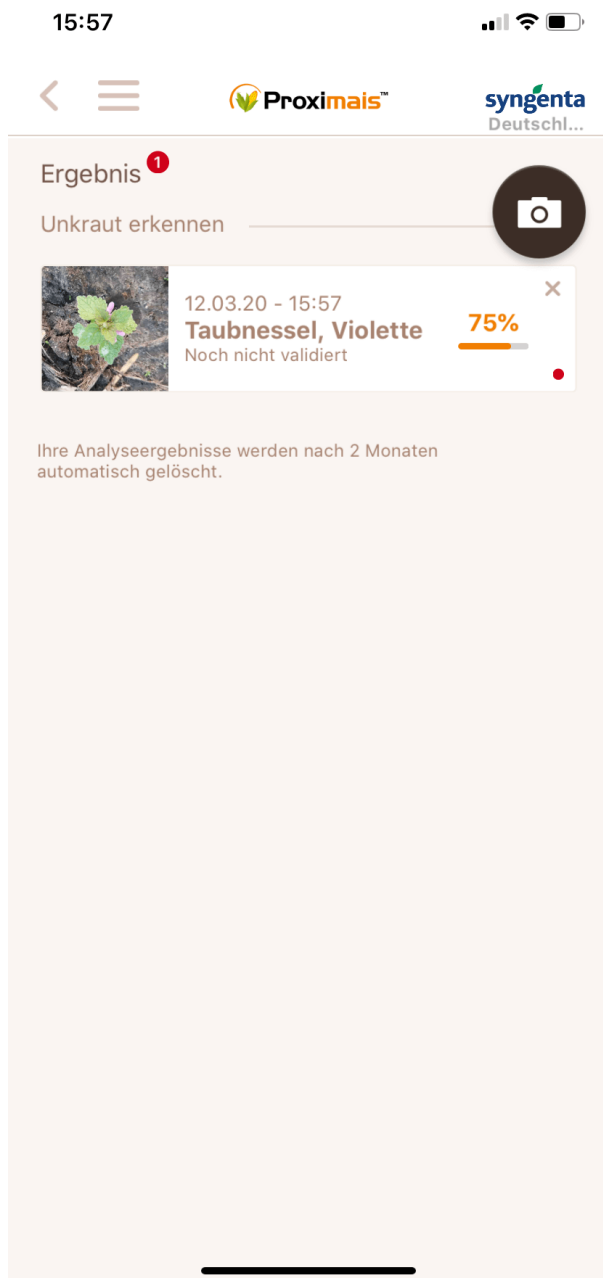 15:57
Proximais™
syngenta
Deutschl...
Ergebnis 1
Unkraut erkennen
12.03.20 - 15:57
Taubnessel, Violette
75%
Noch nicht validiert
Ihre Analyseergebnisse werden nach 2 Monaten
automatisch gelöscht.